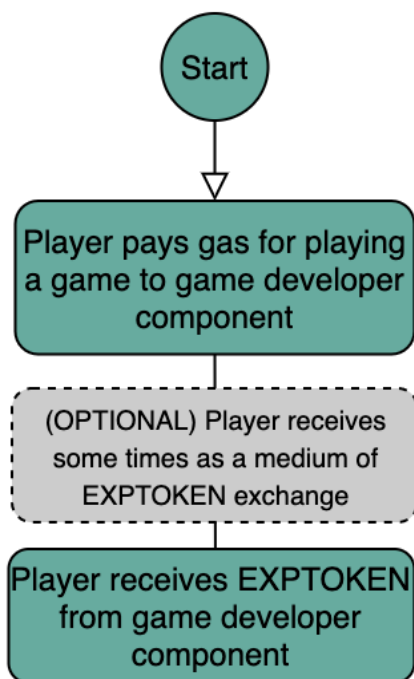 Start
Player pays gas for playing
a game to game developer
component
(OPTIONAL) Player receives
some times as a medium of
EXPTOKEN exchange
Player receives EXPTOKEN
from game developer
component